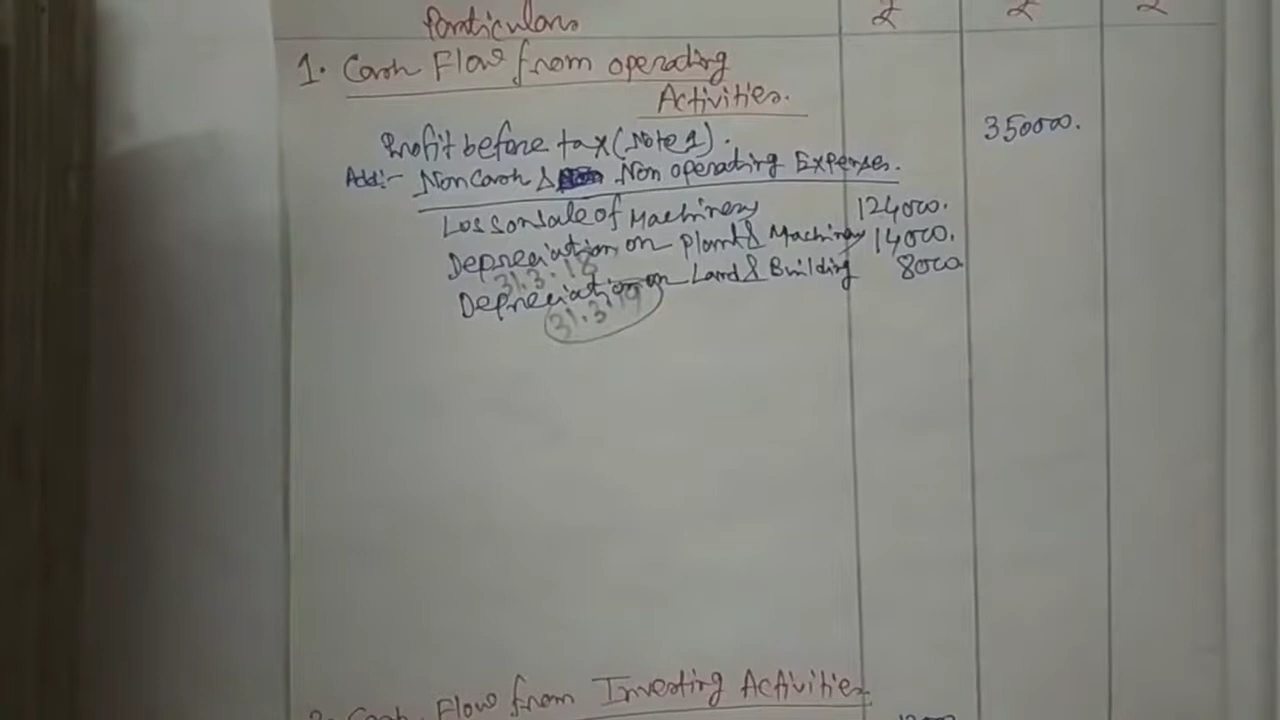 Particulars ₹ ₹ ₹
1. Cash Flow from operating
Activities.
Profit before tax (Note 1). 350000.
Add:- Non Cash & Non operating Expenses.
Loss on sale of Machinery 124000.
Depreciation on Plant & Machinery 14000.
31.3.18
Depreciation on Land & Building 8000
31.3.19
2. Cash Flow from Investing Activities